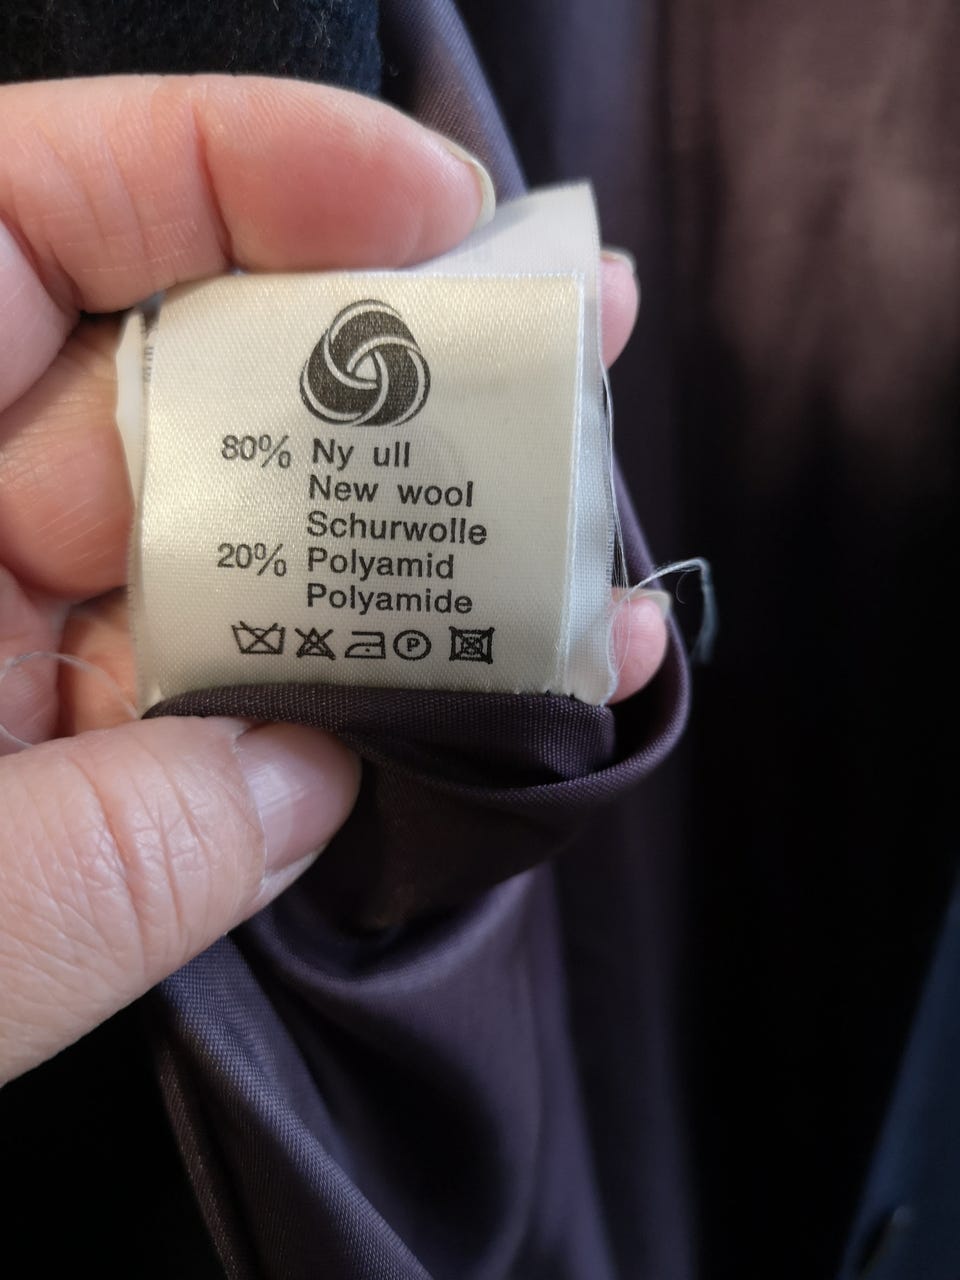 80% Ny ull
New wool
Schurwolle
20% Polyamid
Polyamide
P